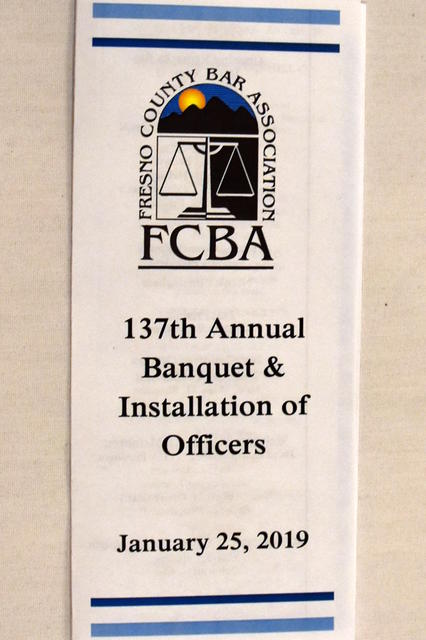 FRESNO COUNTY BAR ASSOCIATION
FCBA
137th Annual
Banquet &
Installation of
Officers
January 25, 2019